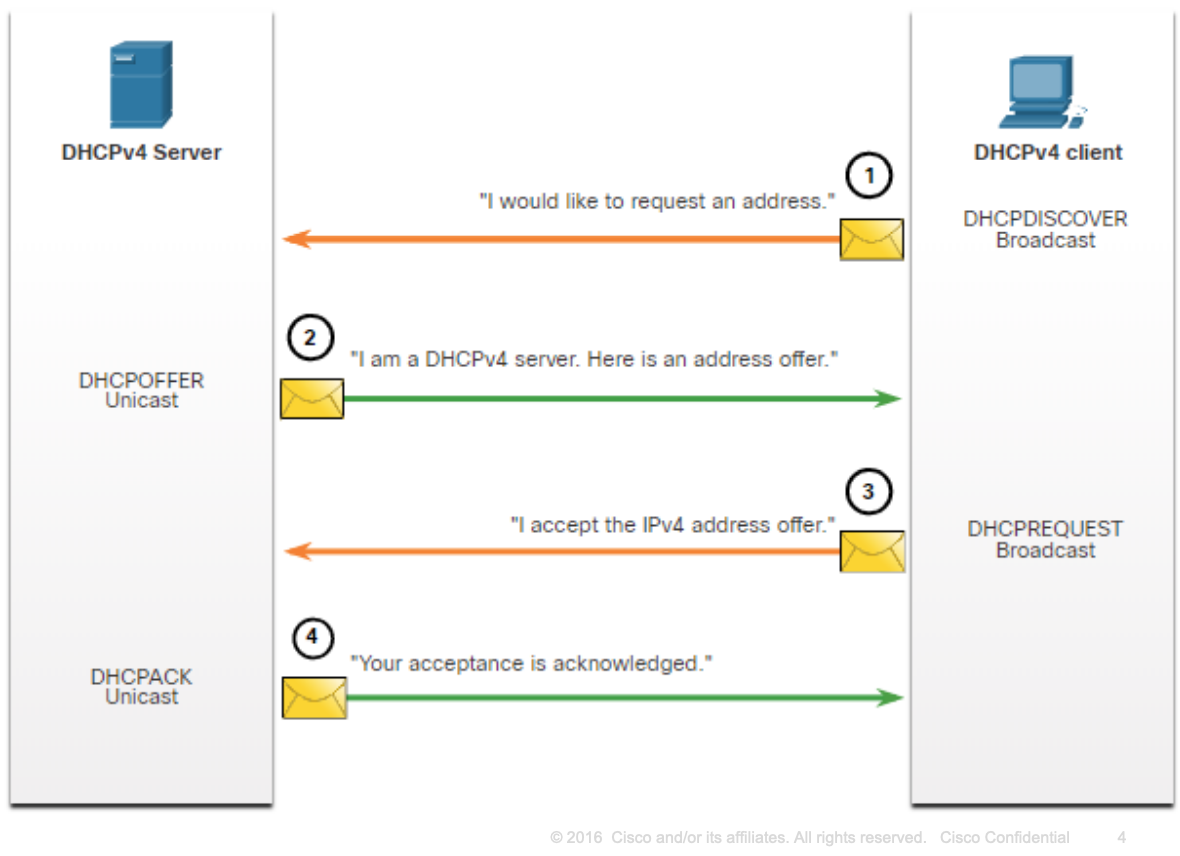 DHCPv4 Server
DHCPv4 client
1
"I would like to request an address."
DHCPDISCOVER
Broadcast
2
"I am a DHCPv4 server. Here is an address offer."
DHCPOFFER
Unicast
3
"I accept the IPv4 address offer."
DHCPREQUEST
Broadcast
4
"Your acceptance is acknowledged."
DHCPACK
Unicast
© 2016 Cisco and/or its affiliates. All rights reserved. Cisco Confidential 4